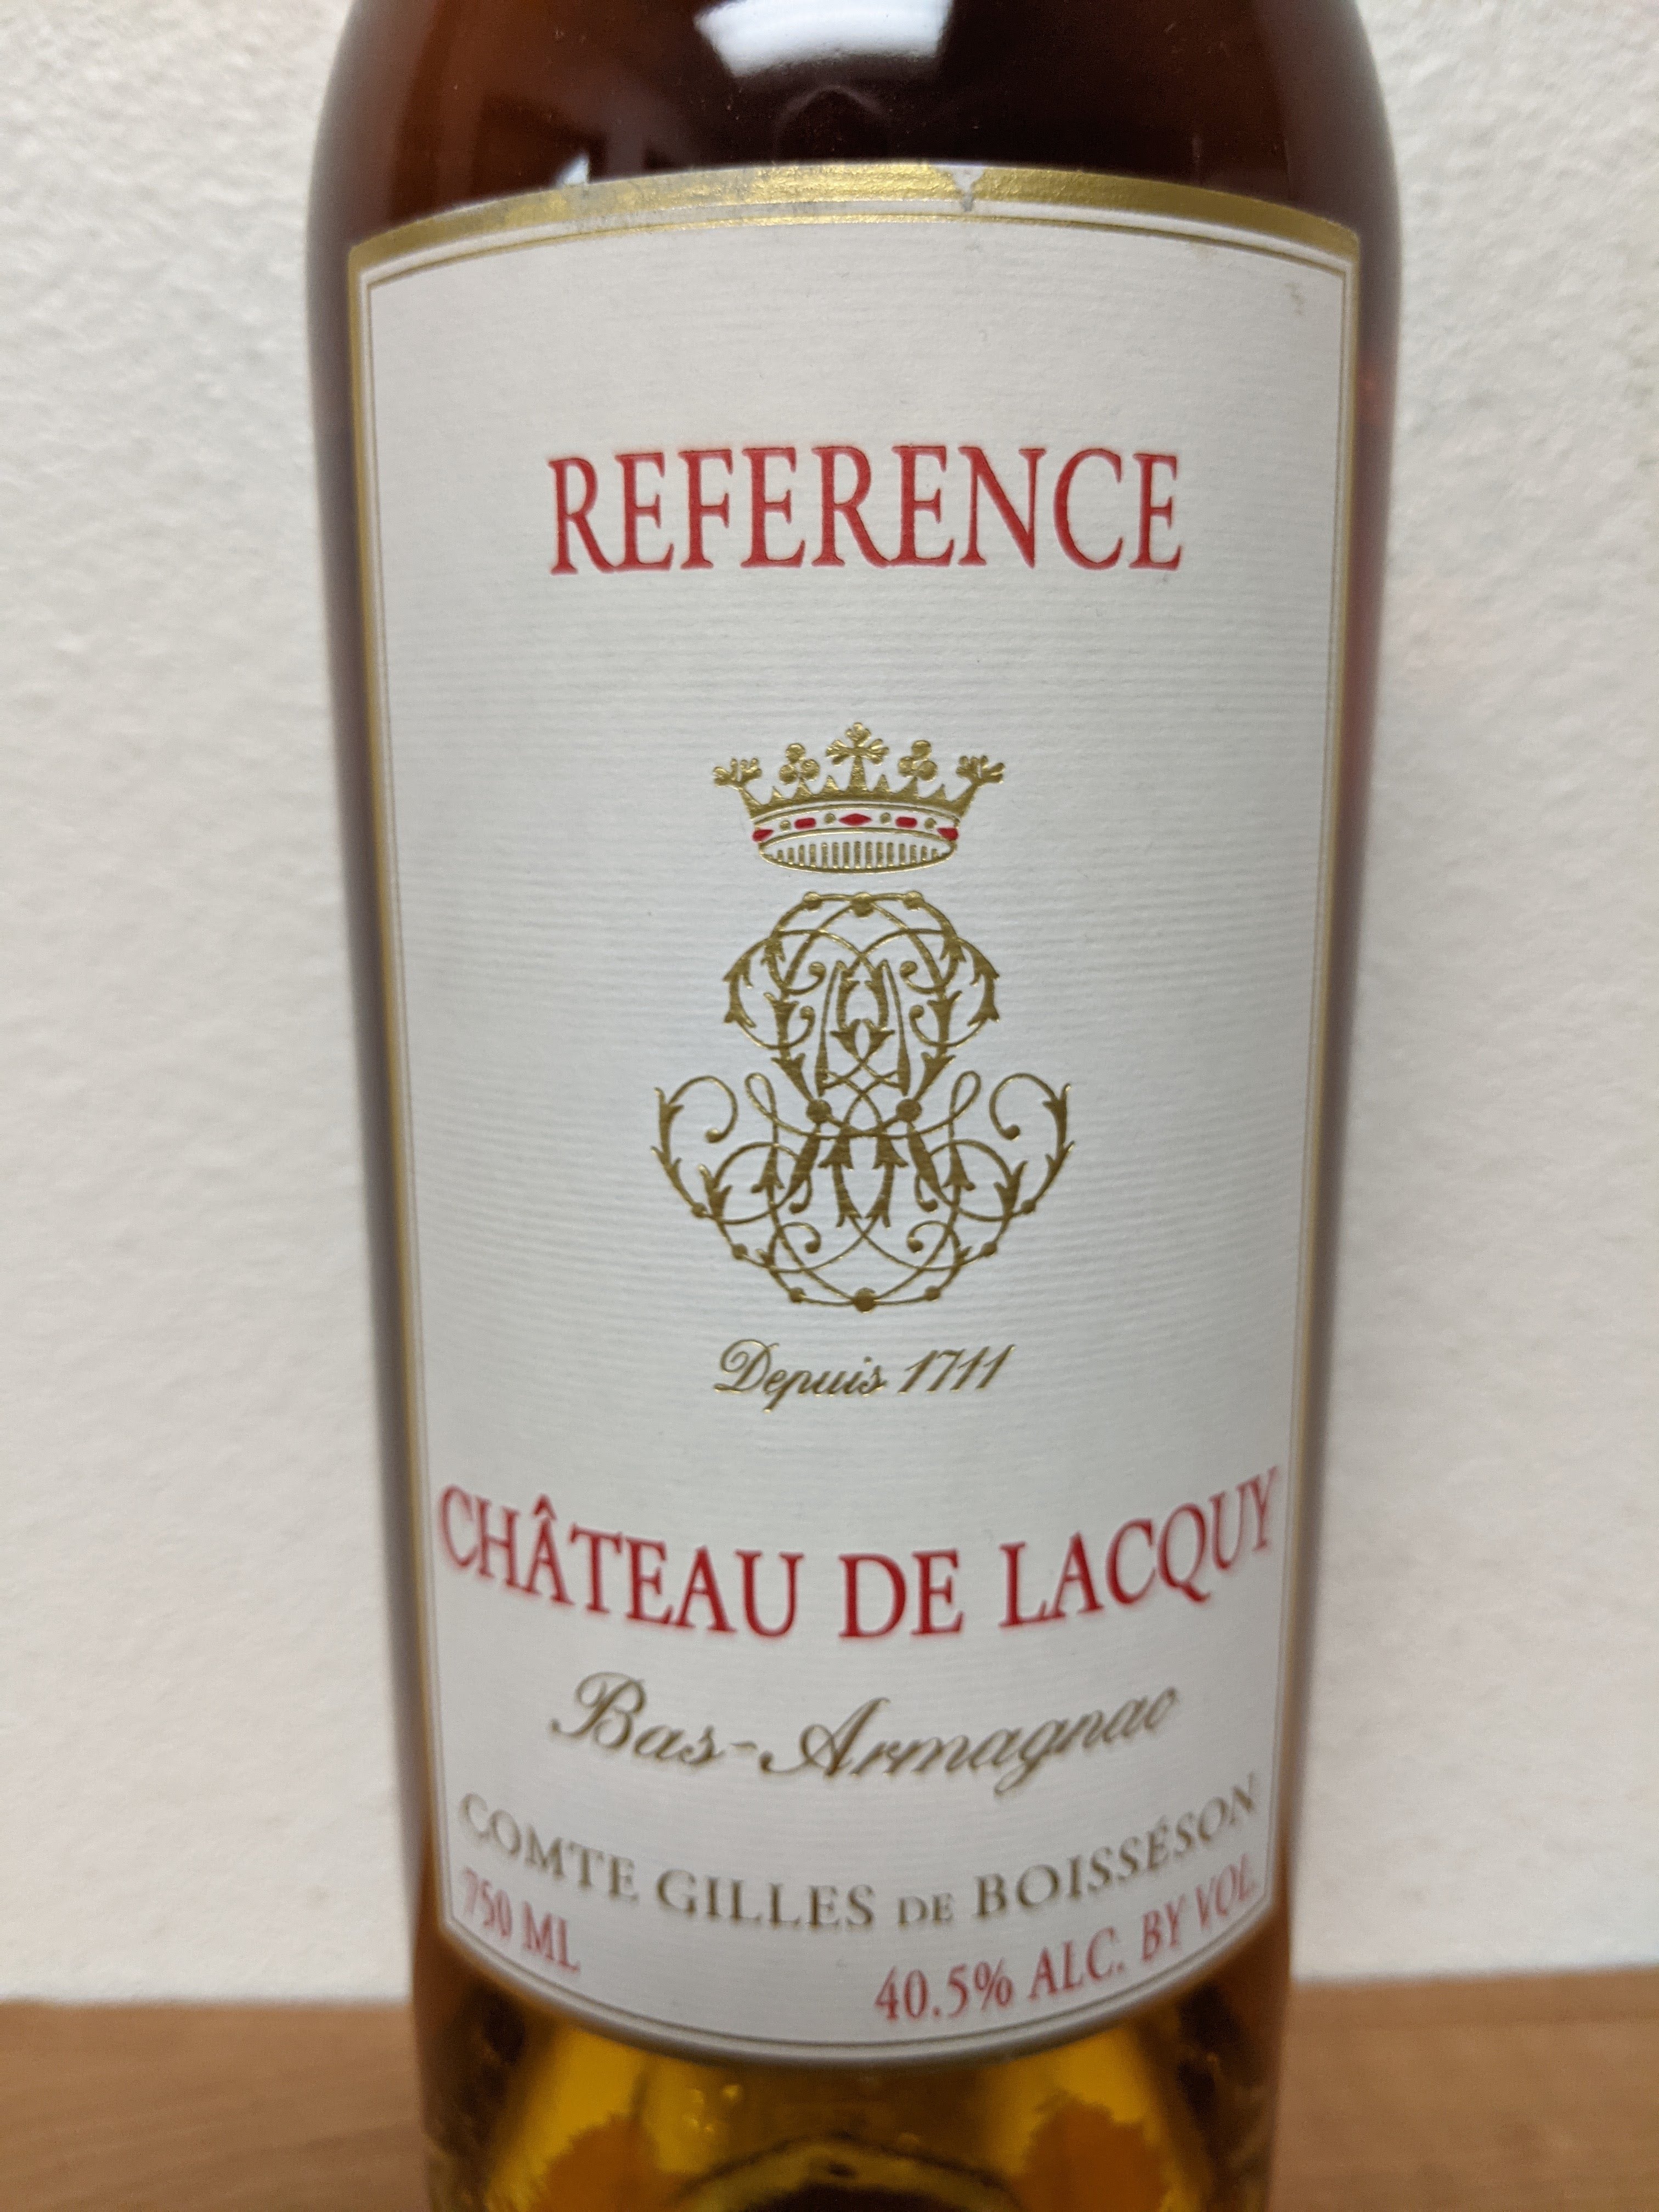 REFERENCE
Depuis 1711
CHÂTEAU DE LACQUY
Bas-Armagnac
COMTE GILLES DE BOISSÉSON
750 ML
40.5% ALC. BY VOL.